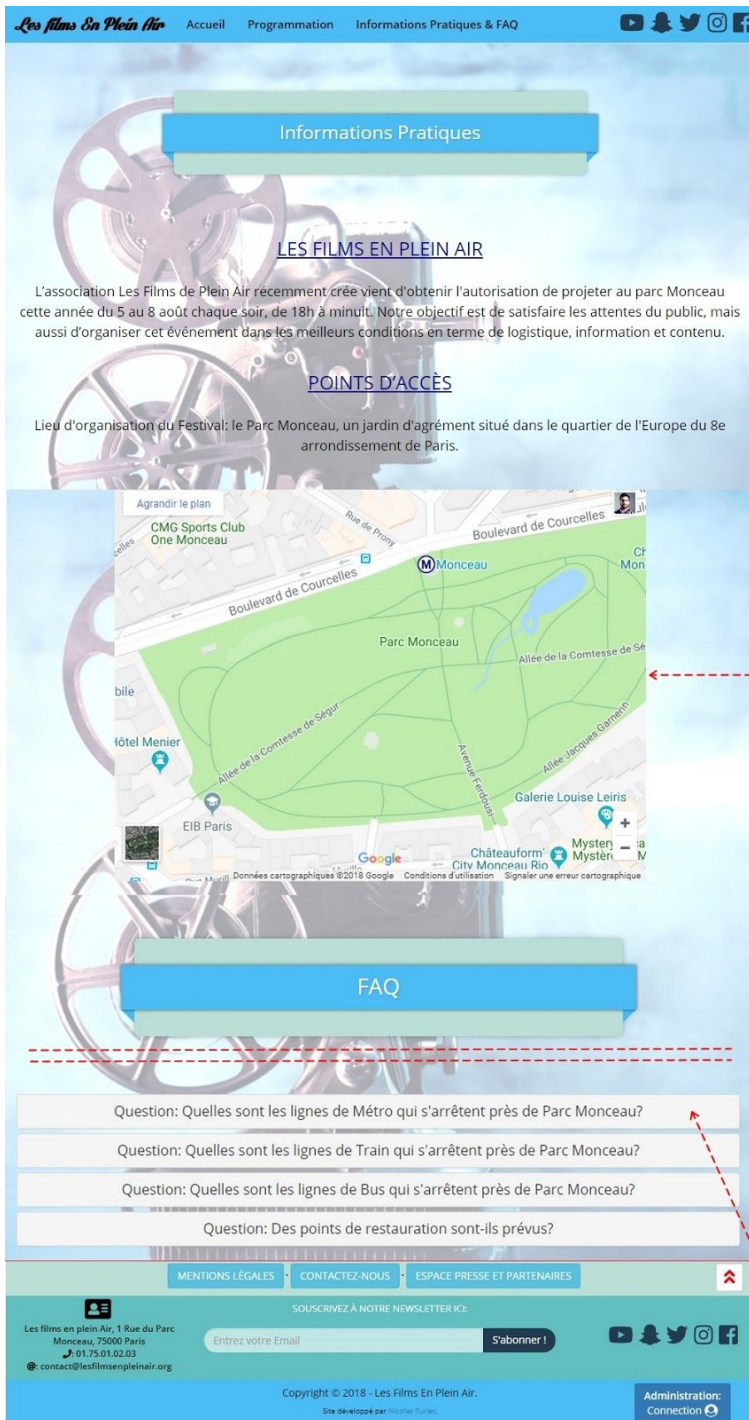 Les films En Plein Air Accueil Programmation Informations Pratiques & FAQ
Informations Pratiques
LES FILMS EN PLEIN AIR
L'association Les Films de Plein Air récemment crée vient d'obtenir l'autorisation de projeter au parc Monceau
cette année du 5 au 8 août chaque soir, de 18h à minuit. Notre objectif est de satisfaire les attentes du public, mais
aussi d'organiser cet événement dans les meilleurs conditions en terme de logistique, information et contenu.
POINTS D'ACCÈS
Lieu d'organisation du Festival: le Parc Monceau, un jardin d'agrément situé dans le quartier de l'Europe du 8e
arrondissement de Paris.
Agrandir le plan
CMG Sports Club
One Monceau
Rue de Prony
Boulevard de Courcelles
M Monceau
Ch
Mon
Boulevard de Courcelles
Parc Monceau
Allée de la Comtesse de Sé
bile
Hôtel Menier
Allée de la Comtesse de Ségur
Avenue Ferdousi
Allée Jacques Garnerin
Galerie Louise Leiris
EIB Paris
+
Châteauform'
City Monceau Rio
Mystery
Mystèr
−
Google
Rue Murill
Données cartographiques ©2018 Google Conditions d'utilisation Signaler une erreur cartographique
FAQ
Question: Quelles sont les lignes de Métro qui s'arrêtent près de Parc Monceau?
Question: Quelles sont les lignes de Train qui s'arrêtent près de Parc Monceau?
Question: Quelles sont les lignes de Bus qui s'arrêtent près de Parc Monceau?
Question: Des points de restauration sont-ils prévus?
MENTIONS LÉGALES · CONTACTEZ-NOUS · ESPACE PRESSE ET PARTENAIRES
SOUSCRIVEZ À NOTRE NEWSLETTER ICI:
Les films en plein Air, 1 Rue du Parc
Monceau, 75000 Paris
: 01.75.01.02.03
@: contact@lesfilmsenpleinair.org
Entrez votre Email S'abonner !
Copyright © 2018 - Les Films En Plein Air.
Site développé par Nicolas Turlet.
Administration:
Connection